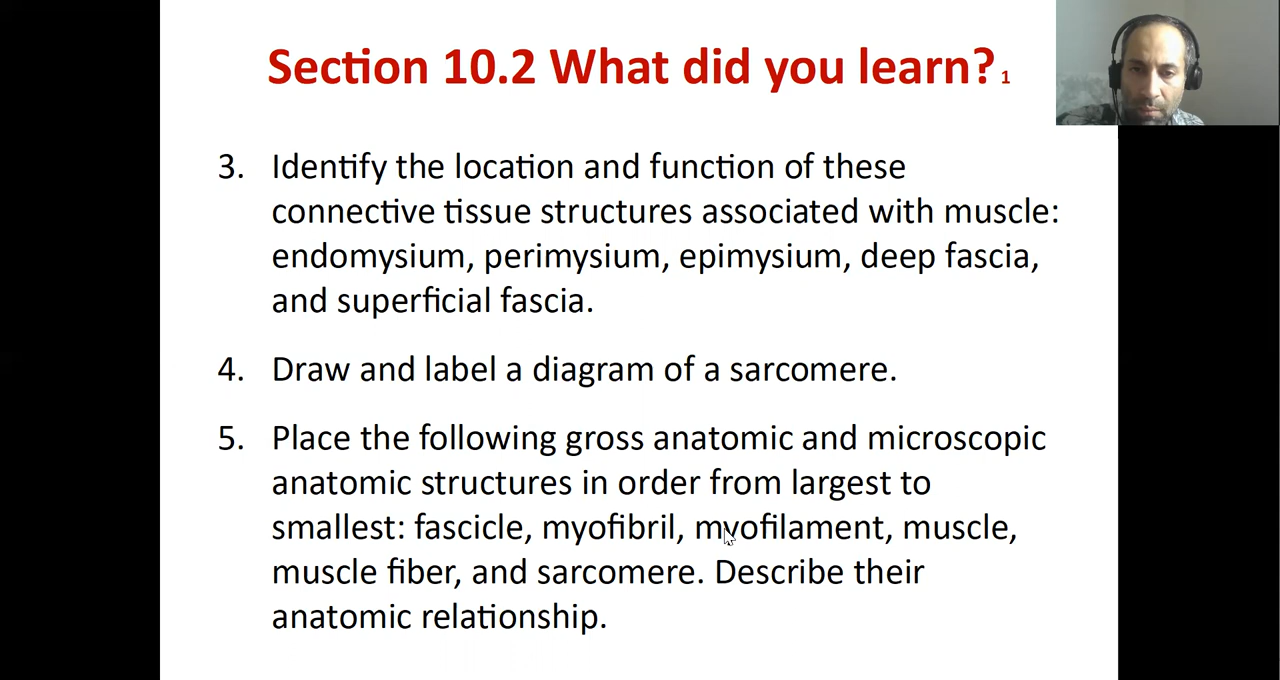 Section 10.2 What did you learn? 1
3. Identify the location and function of these
connective tissue structures associated with muscle:
endomysium, perimysium, epimysium, deep fascia,
and superficial fascia.
4. Draw and label a diagram of a sarcomere.
5. Place the following gross anatomic and microscopic
anatomic structures in order from largest to
smallest: fascicle, myofibril, myofilament, muscle,
muscle fiber, and sarcomere. Describe their
anatomic relationship.